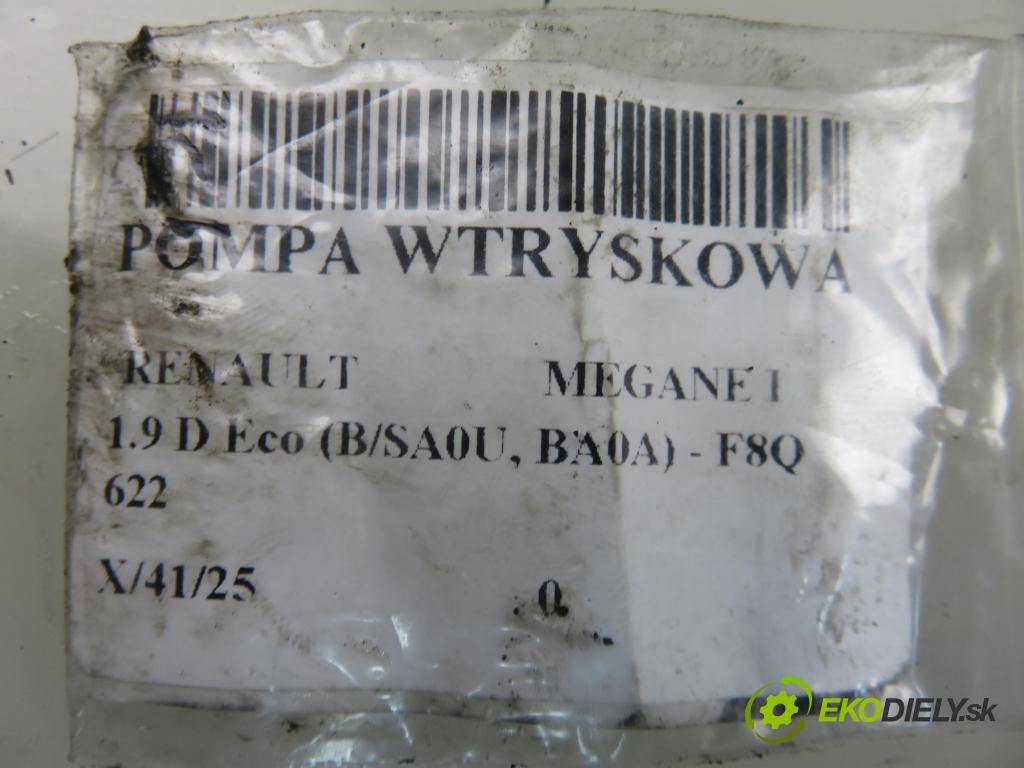 POMPA WTRYSKOWA
RENAULT MEGANE I
1.9 D Eco (B/SA0U, BA0A) - F8Q
622
X/41/25 0
EKODIELY.sk